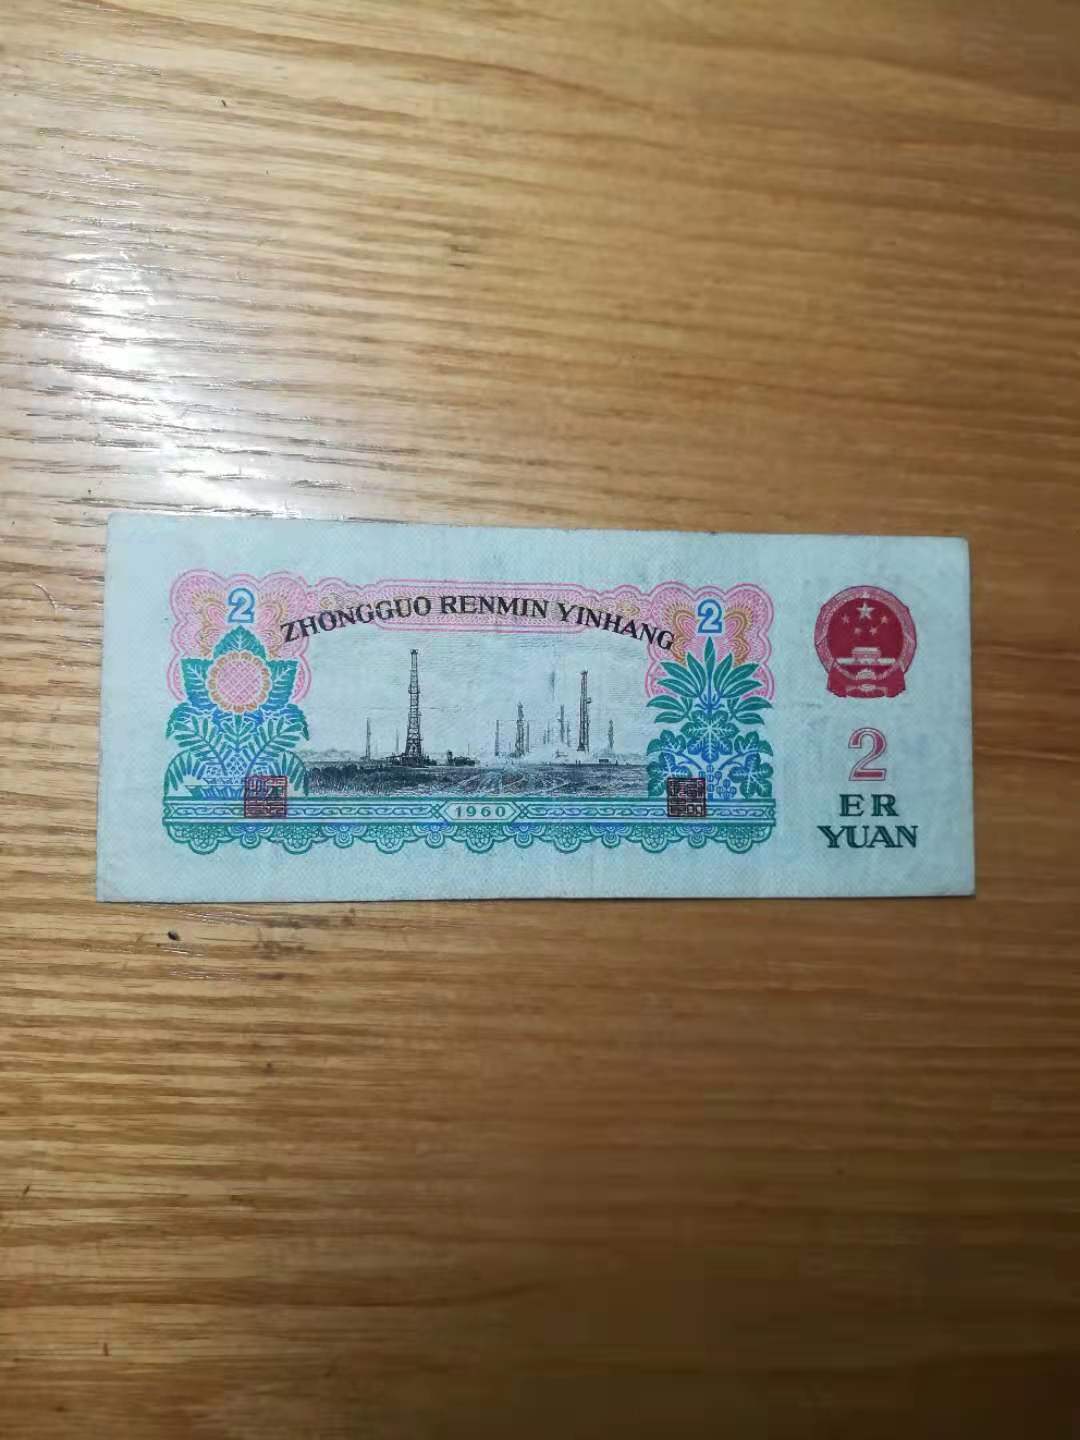 2
ZHONGGUO RENMIN YINHANG
2
1960
2
ER
YUAN